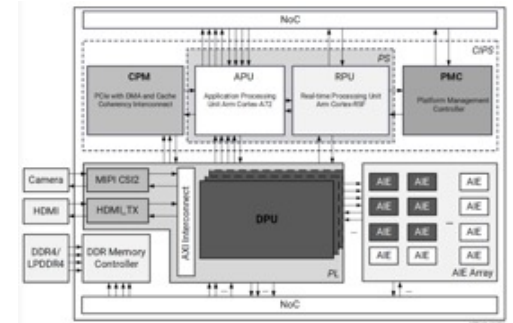 NoC
CIPS
PS
CPM
PCIe with DMA and Cache
Coherency Interconnect
APU
Application Processing
Unit Arm Cortex-A72
RPU
Real-time Processing Unit
Arm Cortex-R5F
PMC
Platform Management
Controller
Camera
MIPI CSI2
HDMI
HDMI_TX
AXI Interconnect
DPU
PL
DDR4/
LPDDR4
DDR Memory
Controller
AIE AIE AIE
AIE AIE AIE
AIE AIE AIE
AIE AIE AIE
...
AIE Array
NoC